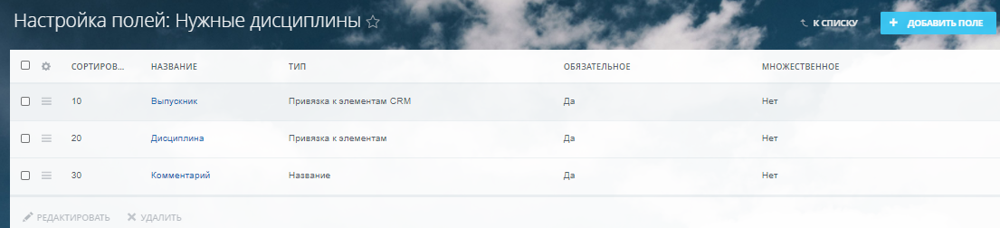 Настройка полей: Нужные дисциплины
К СПИСКУ
ДОБАВИТЬ ПОЛЕ
СОРТИРОВ... НАЗВАНИЕ ТИП ОБЯЗАТЕЛЬНОЕ МНОЖЕСТВЕННОЕ
10 Выпускник Привязка к элементам CRM Да Нет
20 Дисциплина Привязка к элементам Да Нет
30 Комментарий Название Да Нет
РЕДАКТИРОВАТЬ УДАЛИТЬ